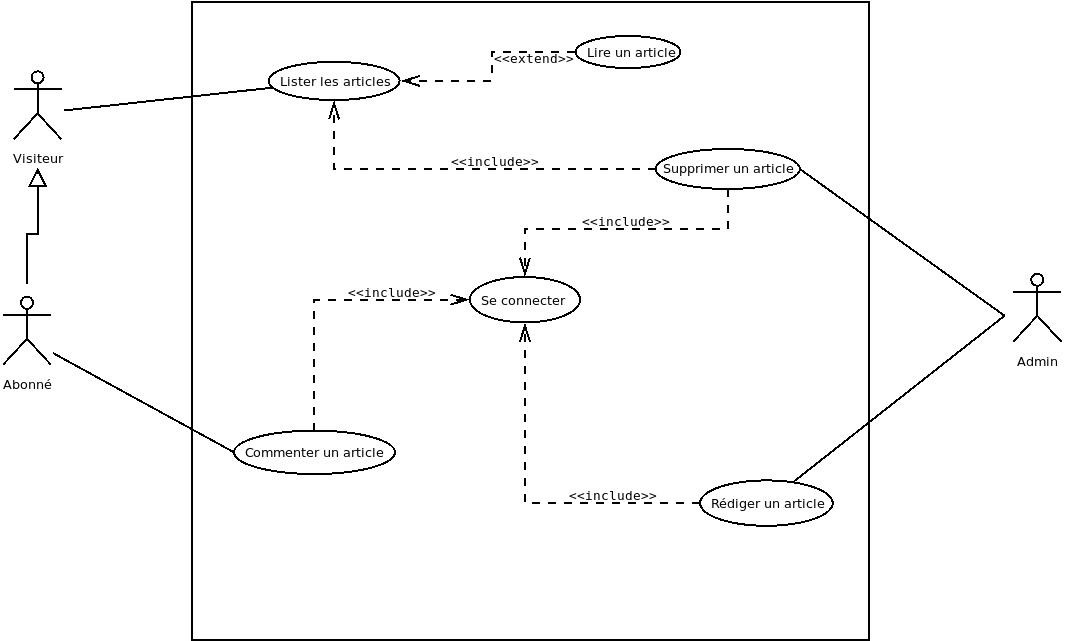 Lire un article
<<extend>>
Lister les articles
Visiteur
<<include>>
Supprimer un article
<<include>>
<<include>>
Se connecter
Admin
Abonné
Commenter un article
<<include>>
Rédiger un article